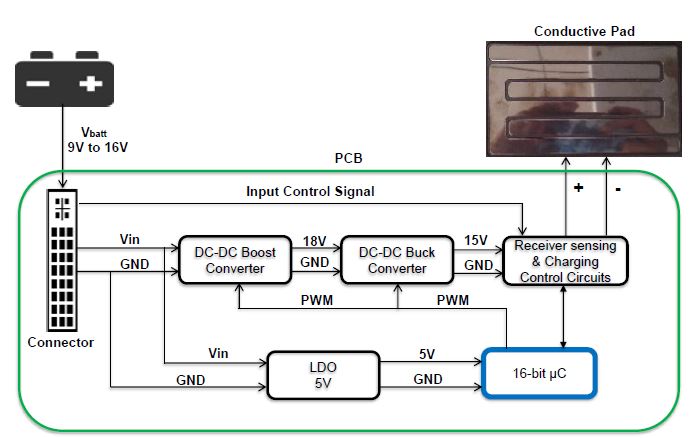 Conductive Pad
Vbatt
9V to 16V
PCB
Input Control Signal
+
-
Vin
GND
DC-DC Boost
Converter
18V
GND
DC-DC Buck
Converter
15V
GND
Receiver sensing
& Charging
Control Circuits
PWM
PWM
Connector
Vin
GND
LDO
5V
5V
GND
16-bit µC